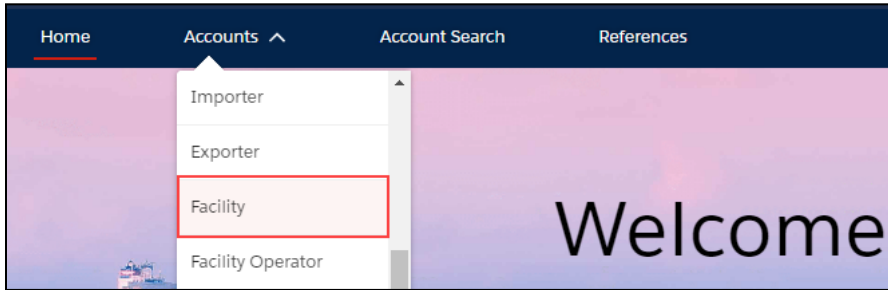 Home Accounts Account Search References
Importer
Exporter
Facility
Welcome
Facility Operator